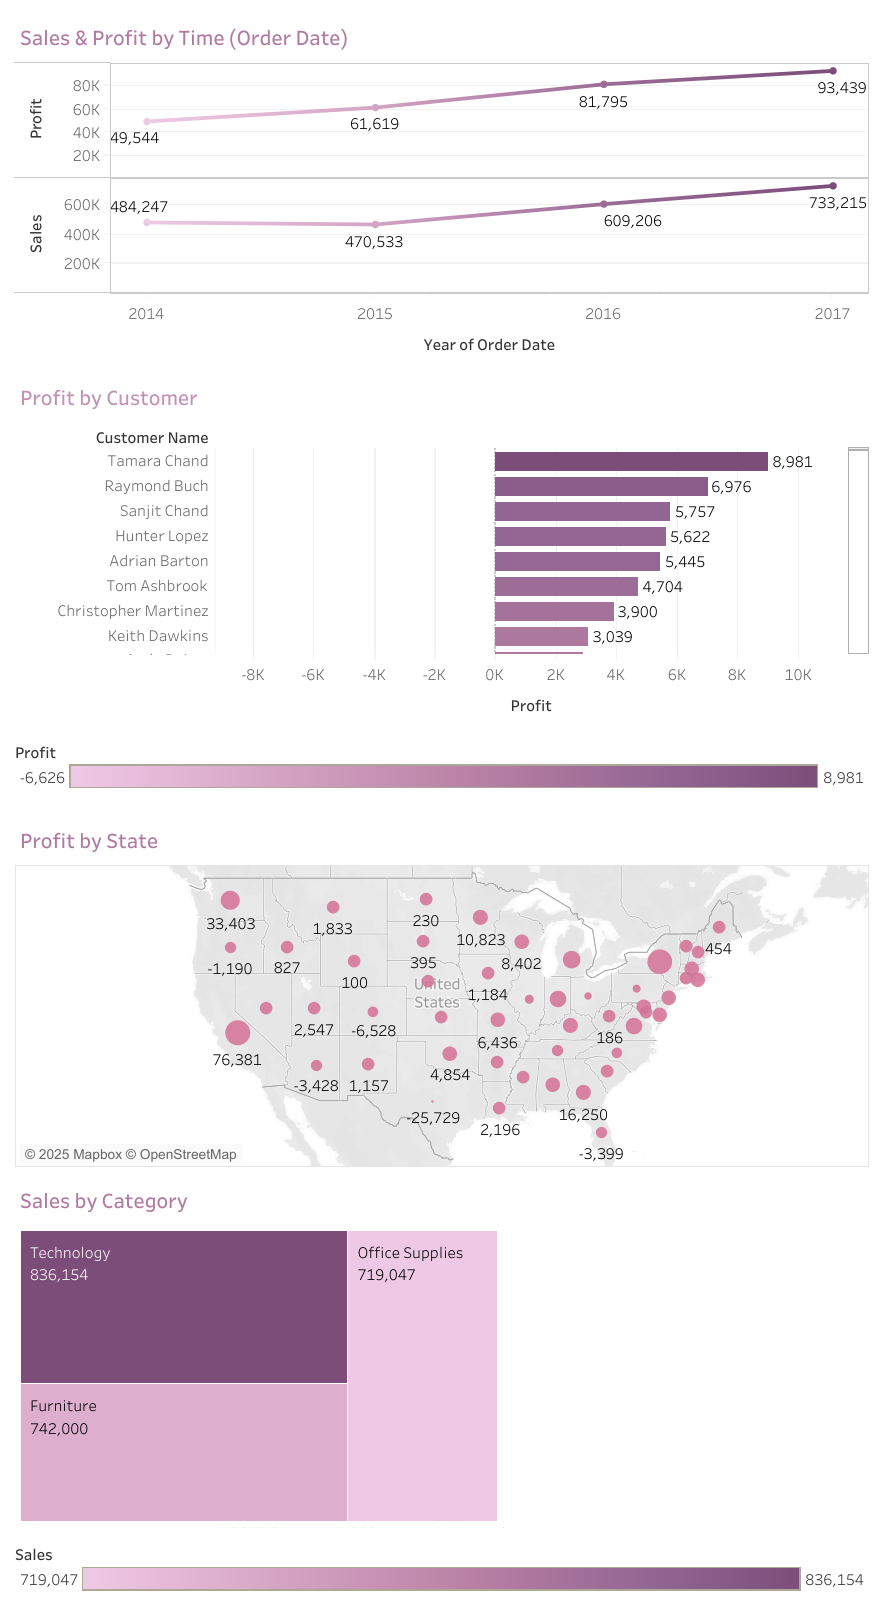 Sales & Profit by Time (Order Date)
Profit
80K
60K
40K
20K
49,544
61,619
81,795
93,439
Sales
600K
400K
200K
484,247
470,533
609,206
733,215
2014 2015 2016 2017
Year of Order Date
Profit by Customer
Customer Name
Tamara Chand 8,981
Raymond Buch 6,976
Sanjit Chand 5,757
Hunter Lopez 5,622
Adrian Barton 5,445
Tom Ashbrook 4,704
Christopher Martinez 3,900
Keith Dawkins 3,039
-8K -6K -4K -2K 0K 2K 4K 6K 8K 10K
Profit
Profit
-6,626 8,981
Profit by State
33,403 1,833 230 10,823 454
-1,190 827 100 395 8,402
United
States
1,184
2,547 -6,528 6,436 186
76,381 -3,428 1,157 4,854
-25,729 2,196 16,250
-3,399
© 2025 Mapbox © OpenStreetMap
Sales by Category
Technology
836,154
Office Supplies
719,047
Furniture
742,000
Sales
719,047 836,154